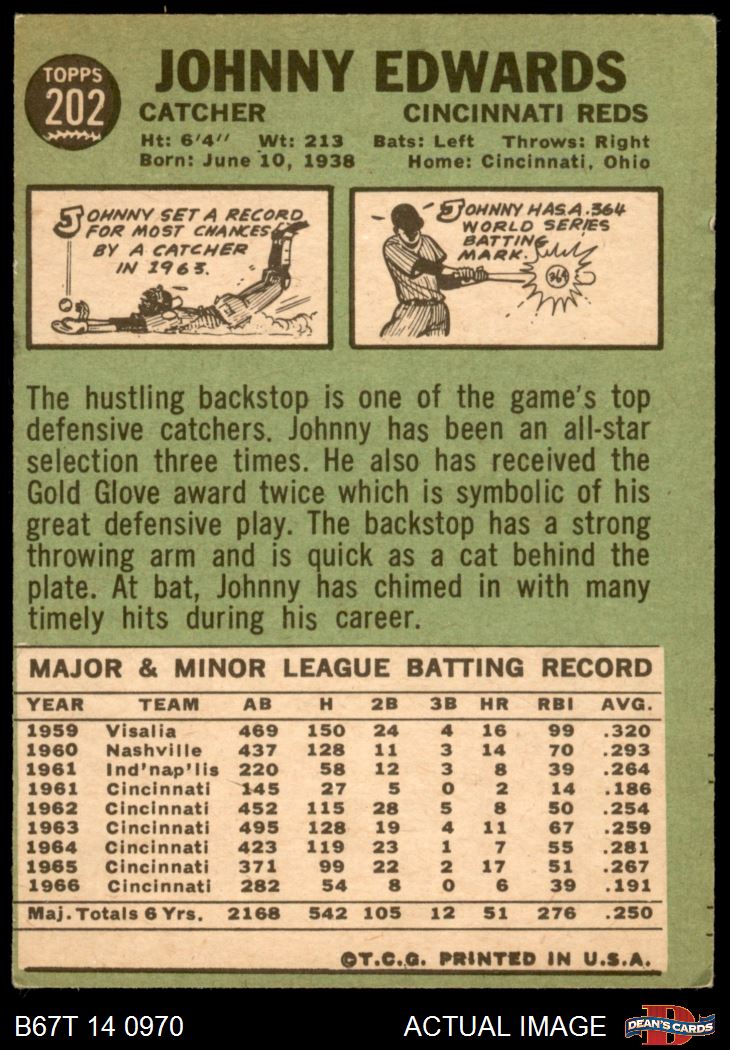 TOPPS
202
JOHNNY EDWARDS
CATCHER CINCINNATI REDS
Ht: 6'4" Wt: 213 Bats: Left Throws: Right
Born: June 10, 1938 Home: Cincinnati, Ohio
JOHNNY SET A RECORD
FOR MOST CHANCES
BY A CATCHER
IN 1963.
JOHNNY HAS A .364
WORLD SERIES
BATTING
MARK.
364
The hustling backstop is one of the game's top
defensive catchers. Johnny has been an all-star
selection three times. He also has received the
Gold Glove award twice which is symbolic of his
great defensive play. The backstop has a strong
throwing arm and is quick as a cat behind the
plate. At bat, Johnny has chimed in with many
timely hits during his career.
MAJOR & MINOR LEAGUE BATTING RECORD
YEAR TEAM AB H 2B 3B HR RBI AVG.
1959 Visalia 469 150 24 4 16 99 .320
1960 Nashville 437 128 11 3 14 70 .293
1961 Ind'nap'lis 220 58 12 3 8 39 .264
1961 Cincinnati 145 27 5 0 2 14 .186
1962 Cincinnati 452 115 28 5 8 50 .254
1963 Cincinnati 495 128 19 4 11 67 .259
1964 Cincinnati 423 119 23 1 7 55 .281
1965 Cincinnati 371 99 22 2 17 51 .267
1966 Cincinnati 282 54 8 0 6 39 .191
Maj. Totals 6 Yrs. 2168 542 105 12 51 276 .250
©T.C.G. PRINTED IN U.S.A.
B67T 14 0970 ACTUAL IMAGE
D
DEAN'S CARDS